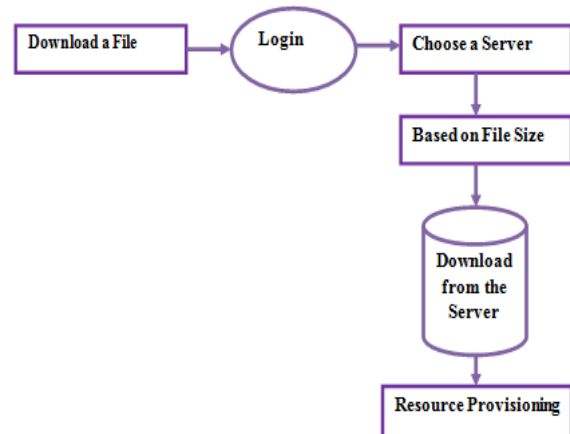 Download a File
Login
Choose a Server
Based on File Size
Download
from the
Server
Resource Provisioning